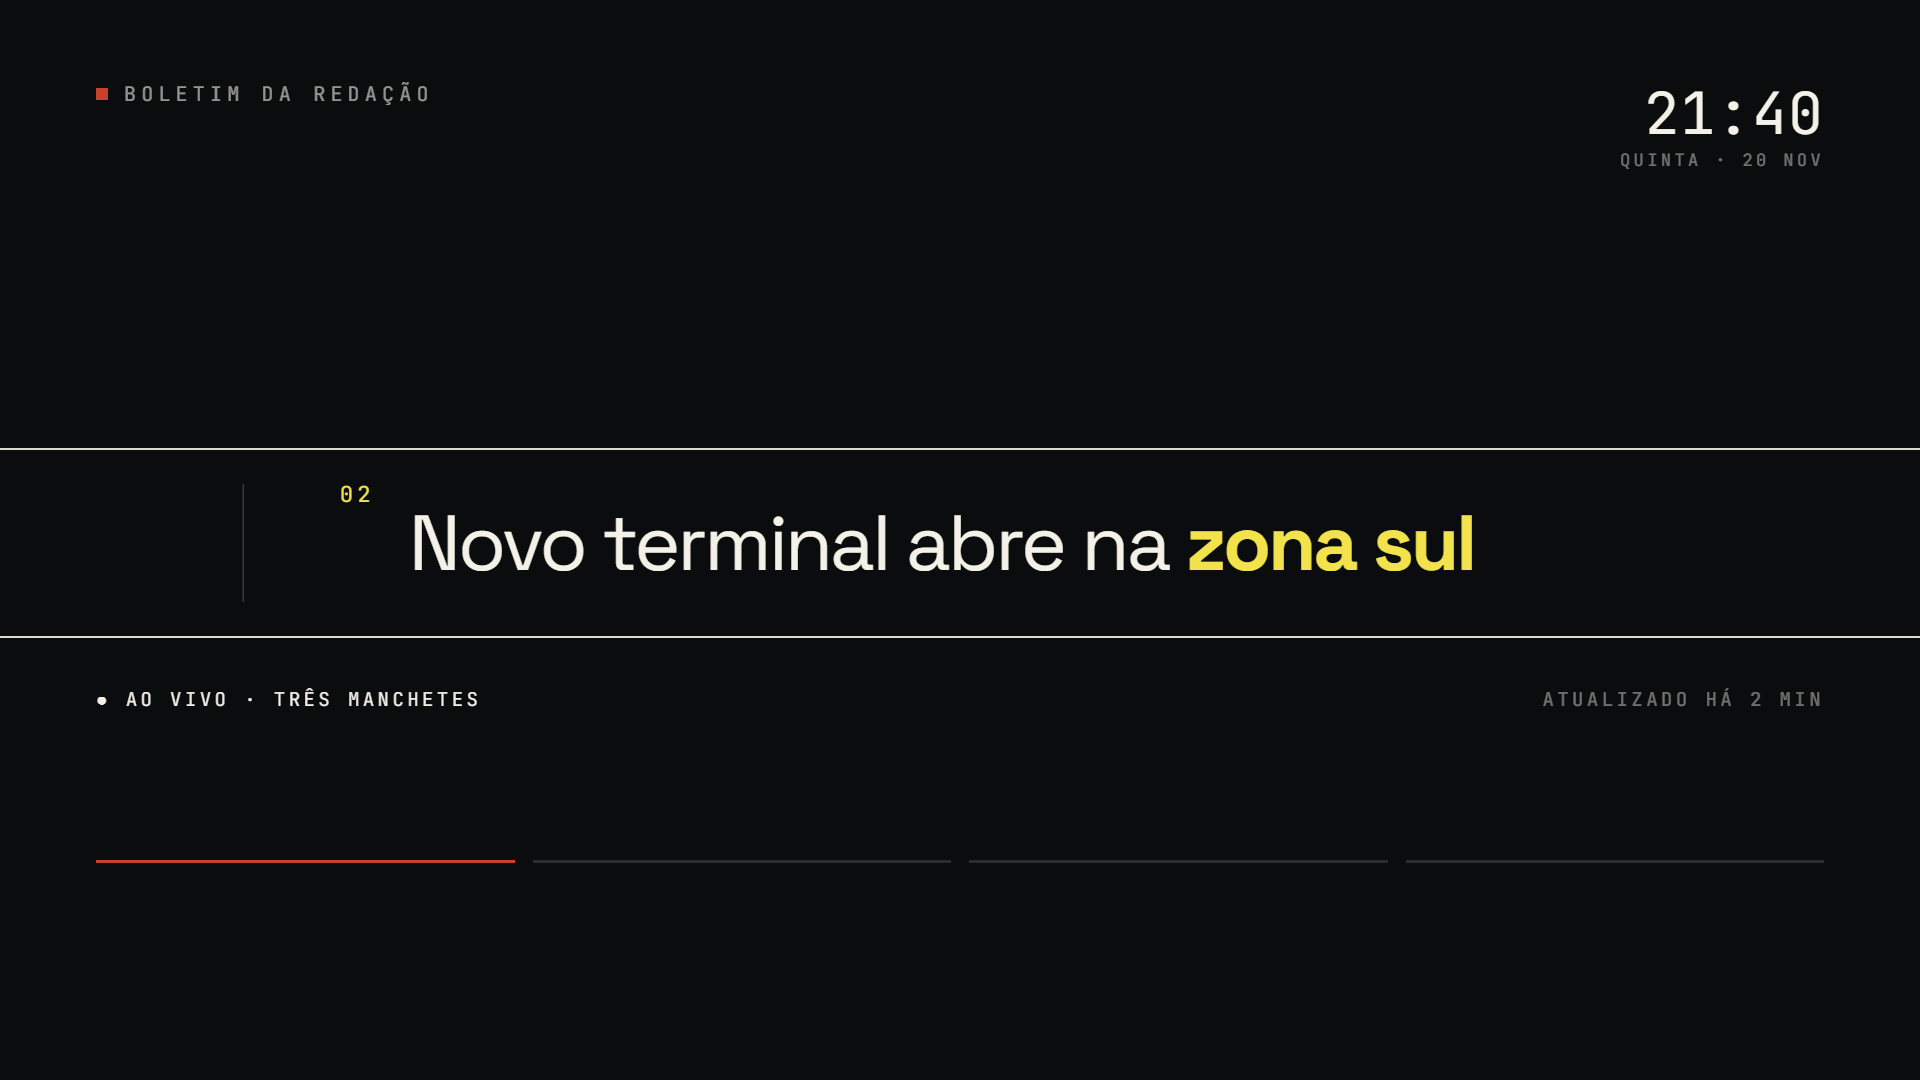 BOLETIM DA REDAÇÃO
21:40
QUINTA · 20 NOV
02
Novo terminal abre na zona sul
AO VIVO · TRÊS MANCHETES
ATUALIZADO HÁ 2 MIN